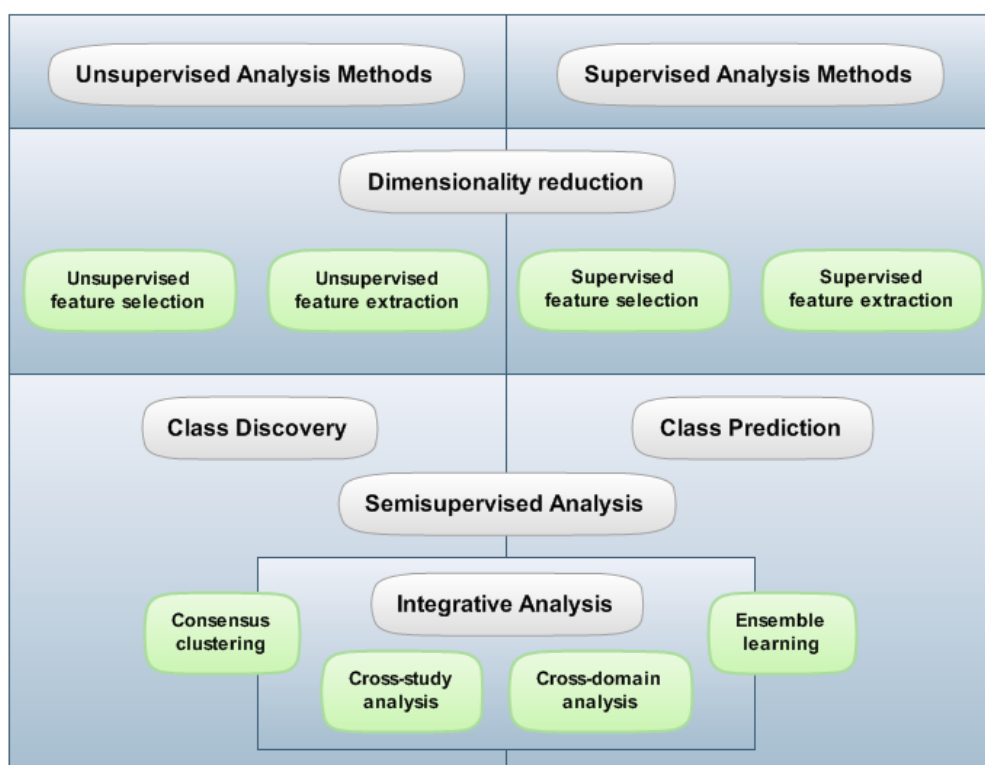 Unsupervised Analysis Methods
Supervised Analysis Methods
Dimensionality reduction
Unsupervised
feature selection
Unsupervised
feature extraction
Supervised
feature selection
Supervised
feature extraction
Class Discovery
Class Prediction
Semisupervised Analysis
Integrative Analysis
Consensus
clustering
Ensemble
learning
Cross-study
analysis
Cross-domain
analysis